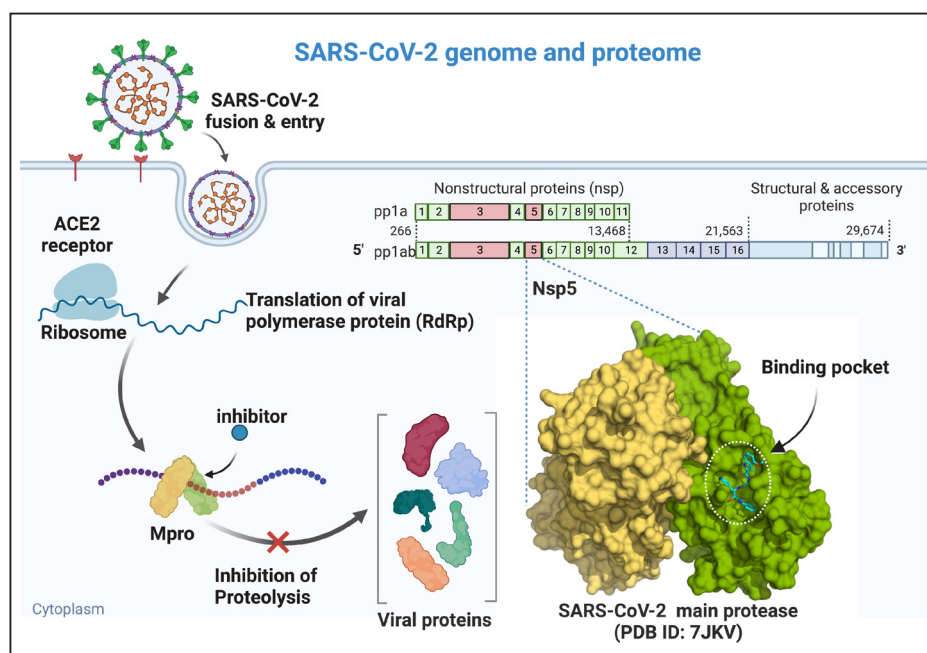 SARS-CoV-2 genome and proteome
SARS-CoV-2
fusion & entry
ACE2
receptor
Nonstructural proteins (nsp)
Structural & accessory
proteins
pp1a
1 2 3 4 5 6 7 8 9 10 11
266 13,468 21,563 29,674
5' pp1ab 1 2 3 4 5 6 7 8 9 10 12 13 14 15 16 3'
Nsp5
Ribosome
Translation of viral
polymerase protein (RdRp)
Binding pocket
inhibitor
Mpro
Inhibition of
Proteolysis
Viral proteins
Cytoplasm
SARS-CoV-2 main protease
(PDB ID: 7JKV)